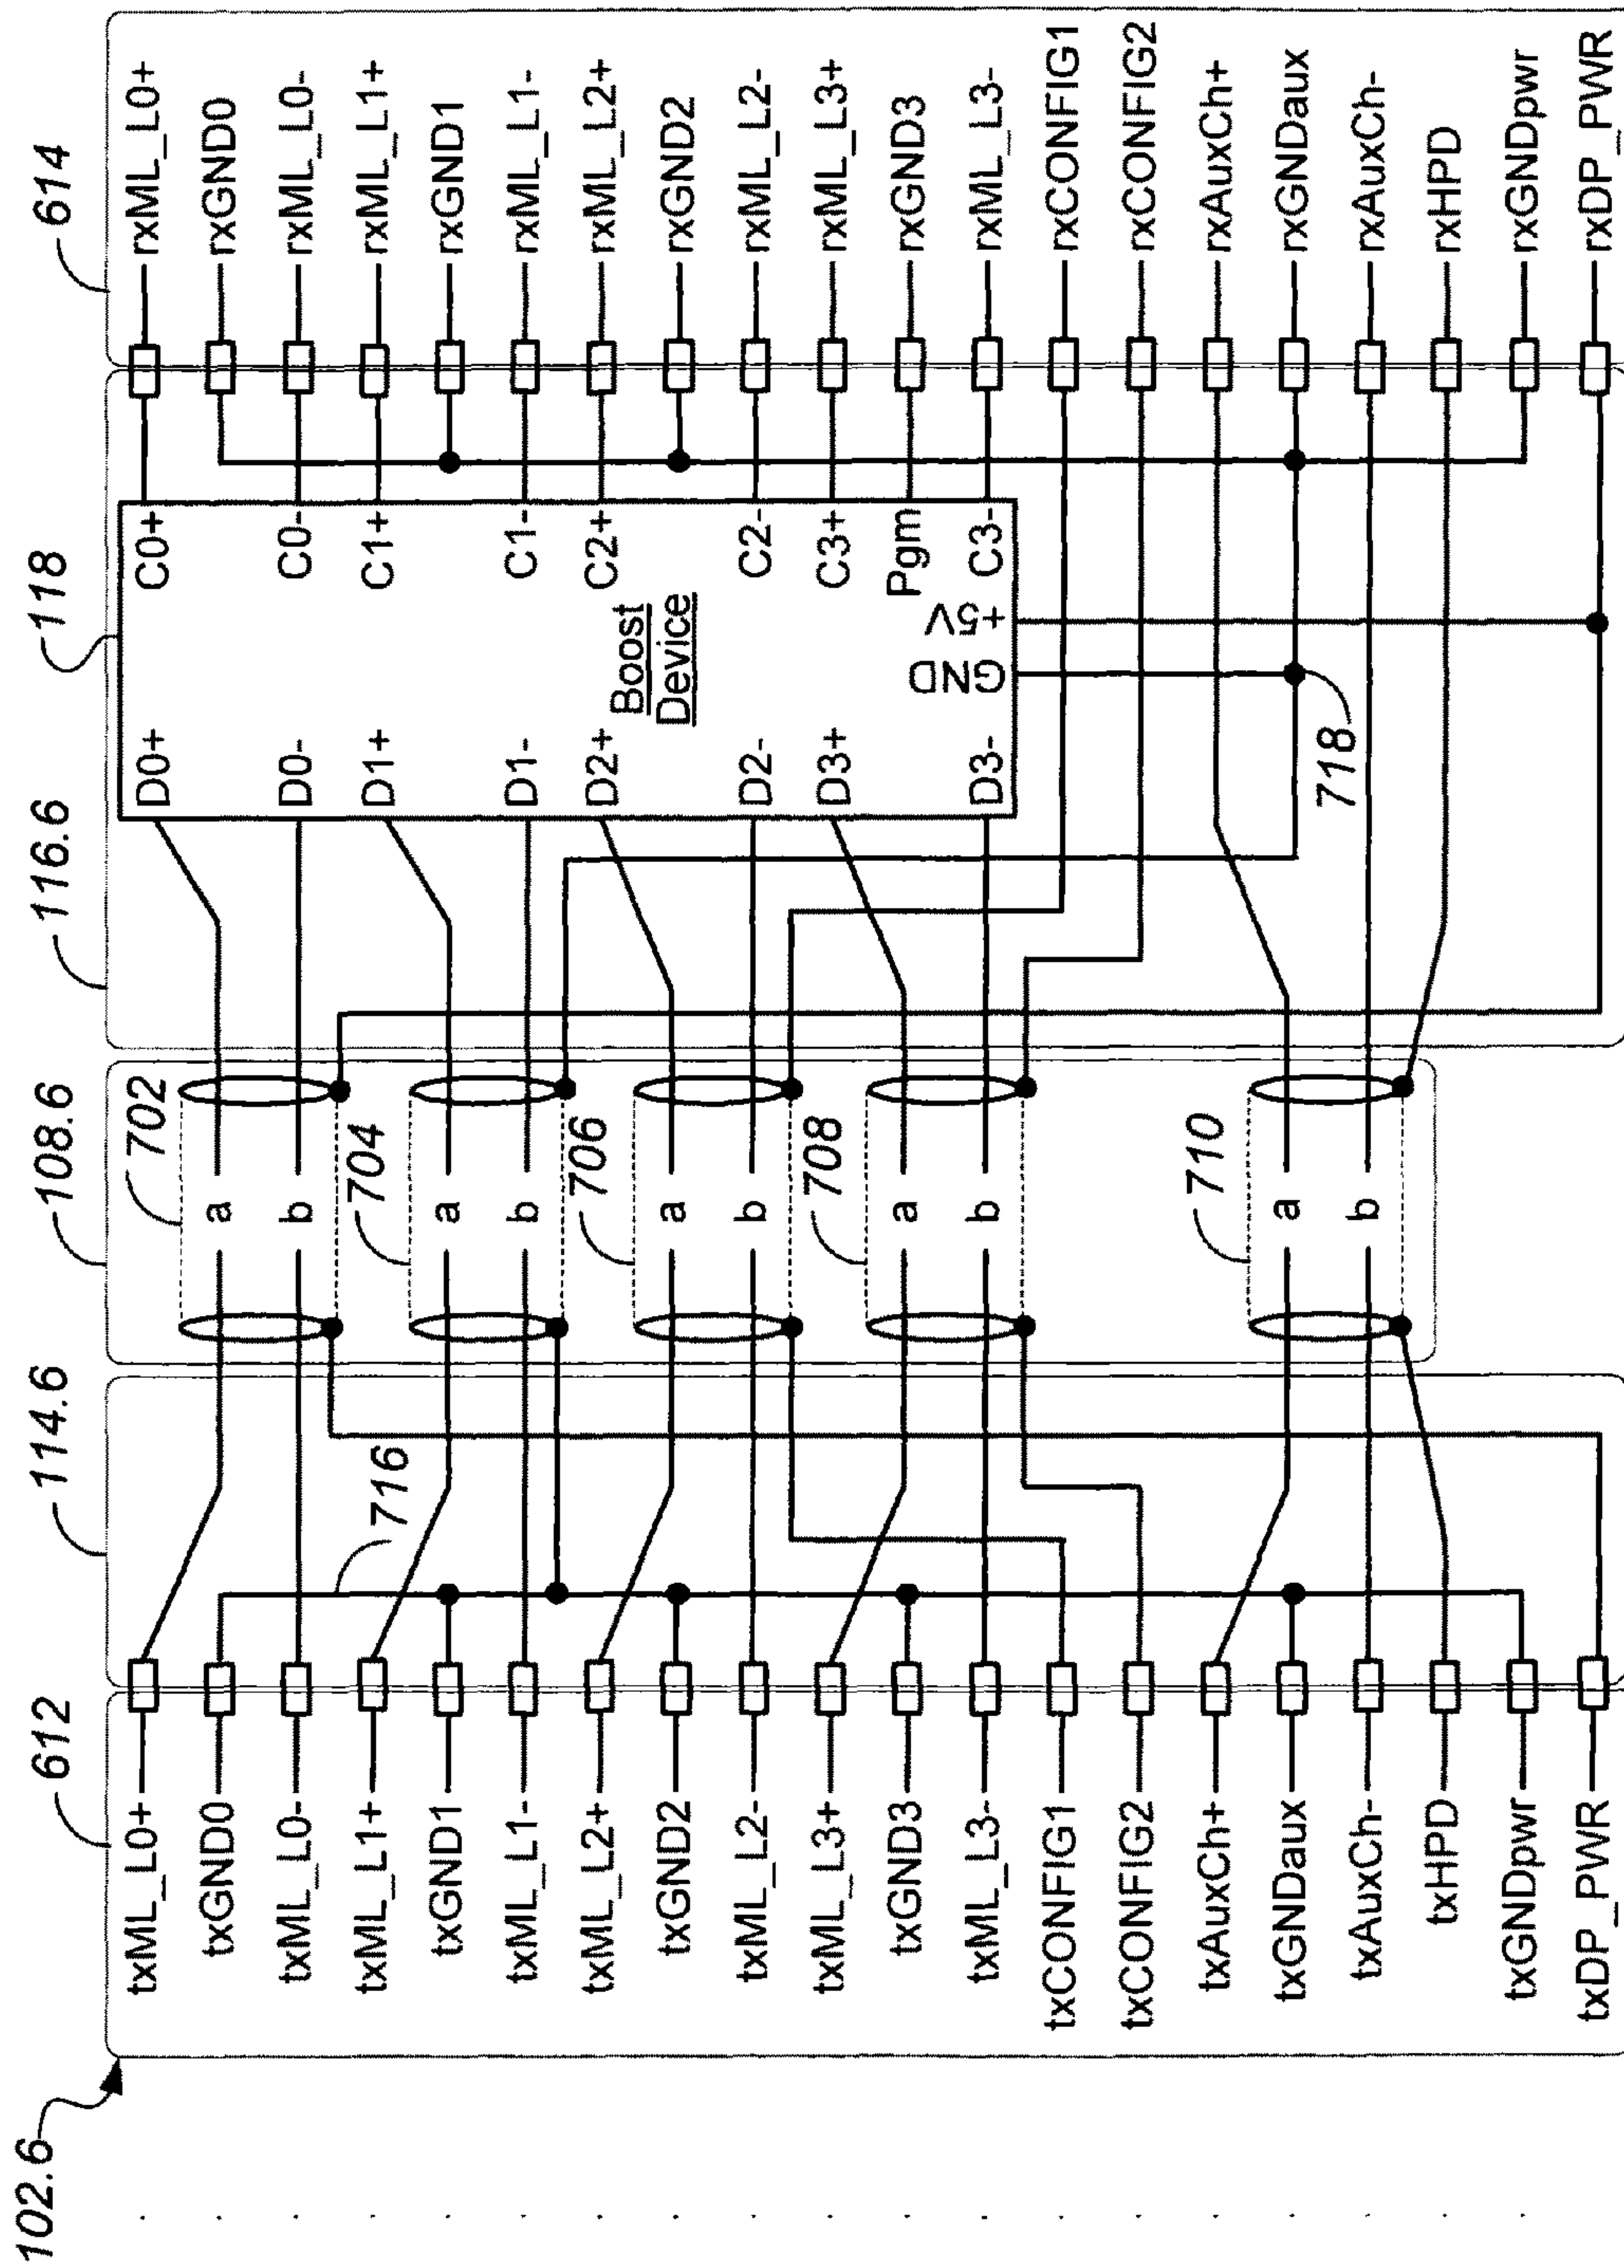 102.6
612
114.6
108.6
116.6
118
614
txML_L0+
txGND0
txML_L0-
txML_L1+
txGND1
txML_L1-
txML_L2+
txGND2
txML_L2-
txML_L3+
txGND3
txML_L3-
txCONFIG1
txCONFIG2
txAuxCh+
txGNDaux
txAuxCh-
txHPD
txGNDpwr
txDP_PWR
716
702
a
b
704
a
b
706
a
b
708
a
b
710
a
b
D0+
D0-
D1+
D1-
D2+
D2-
D3+
D3-
Boost
Device
GND
+5V
C0+
C0-
C1+
C1-
C2+
C2-
C3+
Pgm
C3-
718
rxML_L0+
rxGND0
rxML_L0-
rxML_L1+
rxGND1
rxML_L1-
rxML_L2+
rxGND2
rxML_L2-
rxML_L3+
rxGND3
rxML_L3-
rxCONFIG1
rxCONFIG2
rxAuxCh+
rxGNDaux
rxAuxCh-
rxHPD
rxGNDpwr
rxDP_PWR